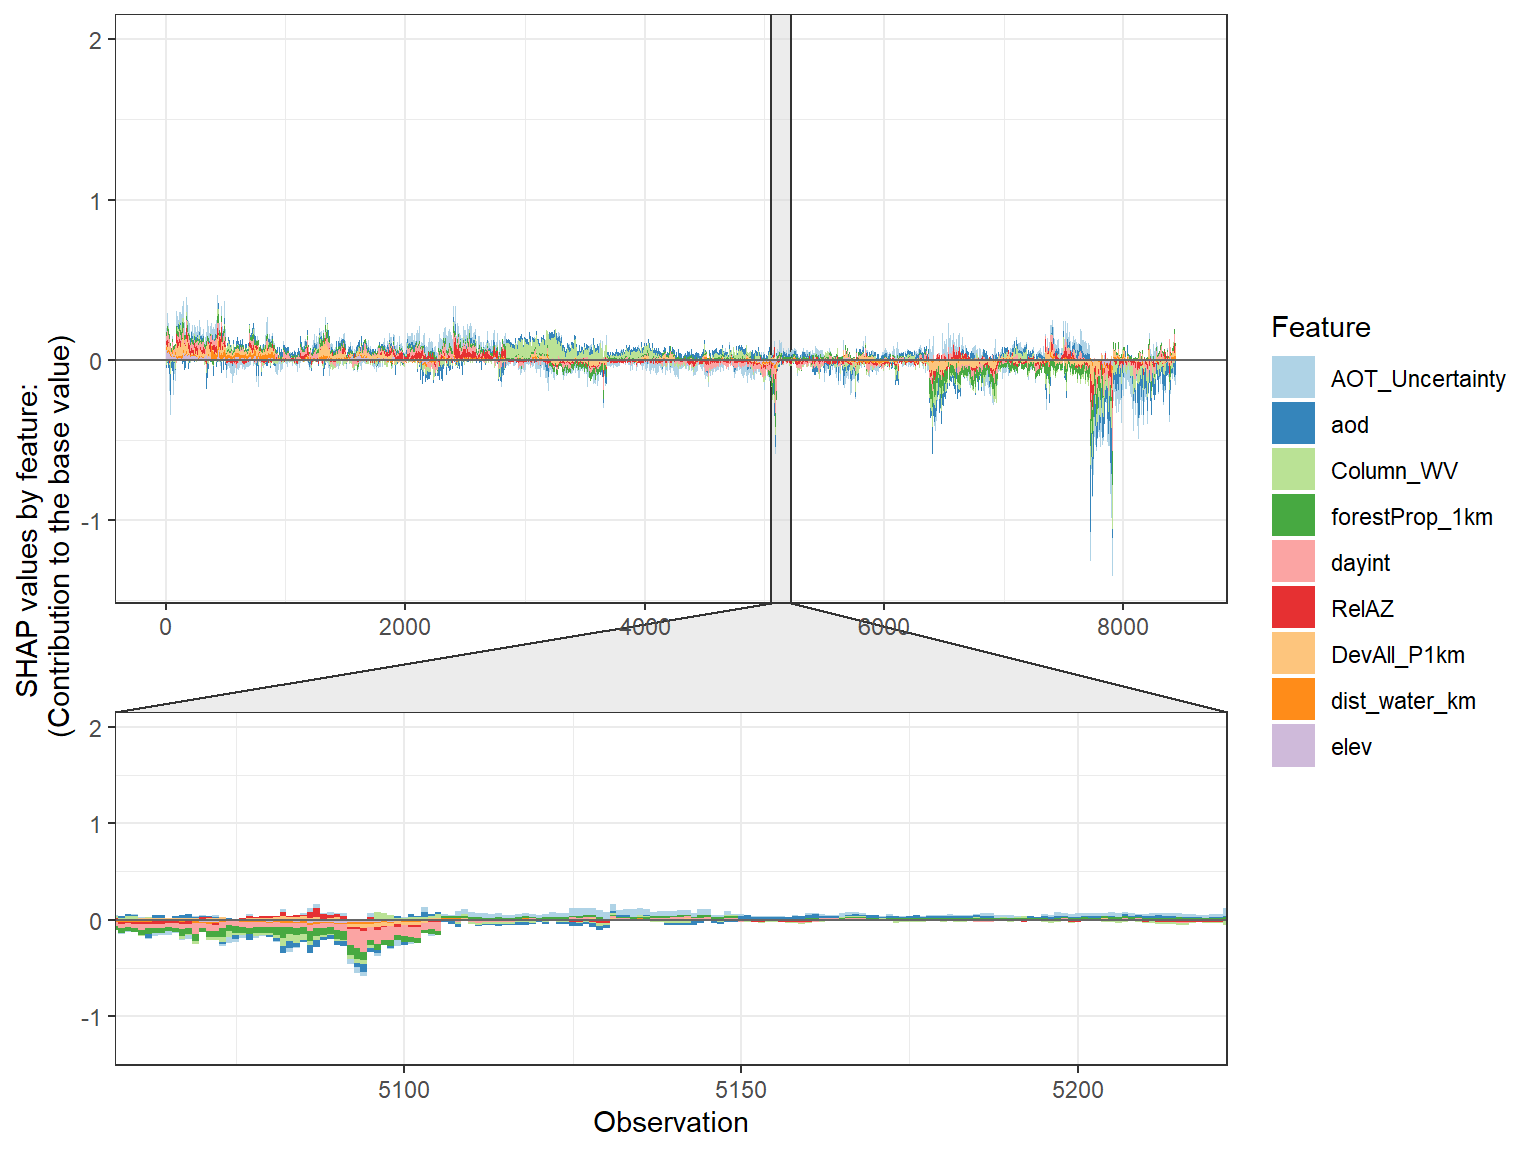 SHAP values by feature:
(Contribution to the base value)
2
1
0
-1
0
2000
4000
6000
8000
2
1
0
-1
5100
5150
5200
Observation
Feature
AOT_Uncertainty
aod
Column_WV
forestProp_1km
dayint
RelAZ
DevAll_P1km
dist_water_km
elev